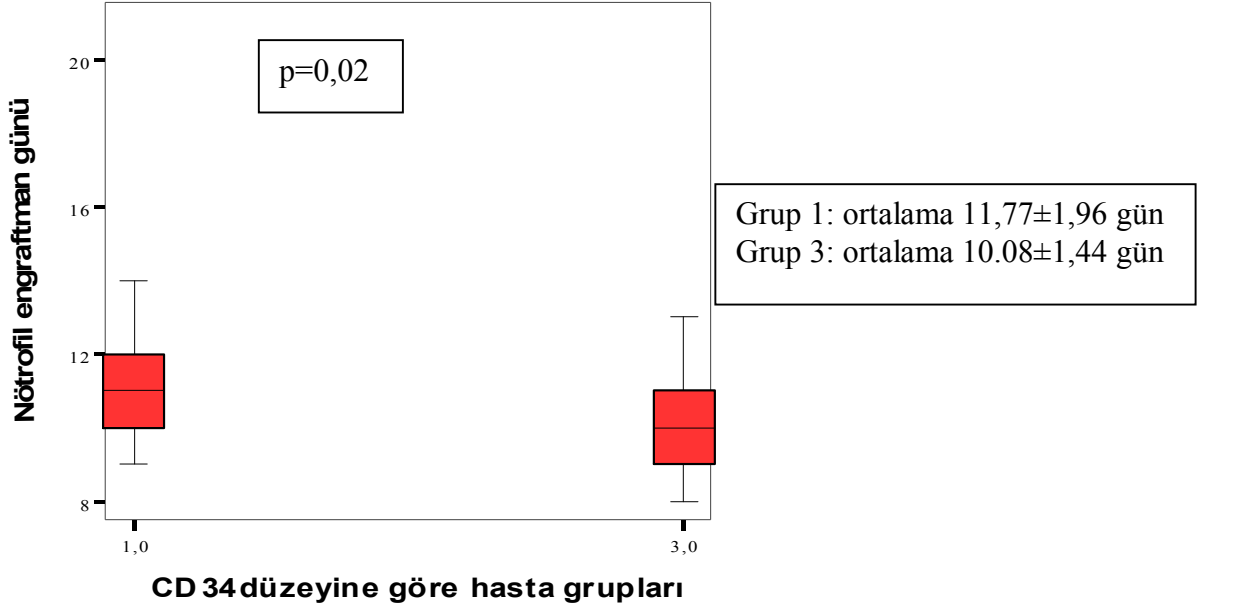 20
p=0,02
Nötrofil engraftman günü
16
Grup 1: ortalama 11,77±1,96 gün
Grup 3: ortalama 10.08±1,44 gün
12
8
1,0
3,0
CD 34 düzeyine göre hasta grupları